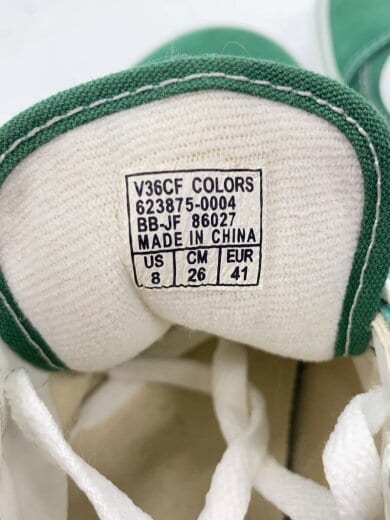 V36CF COLORS
623875-0004
BB-JF 86027
MADE IN CHINA
US CM EUR
8 26 41